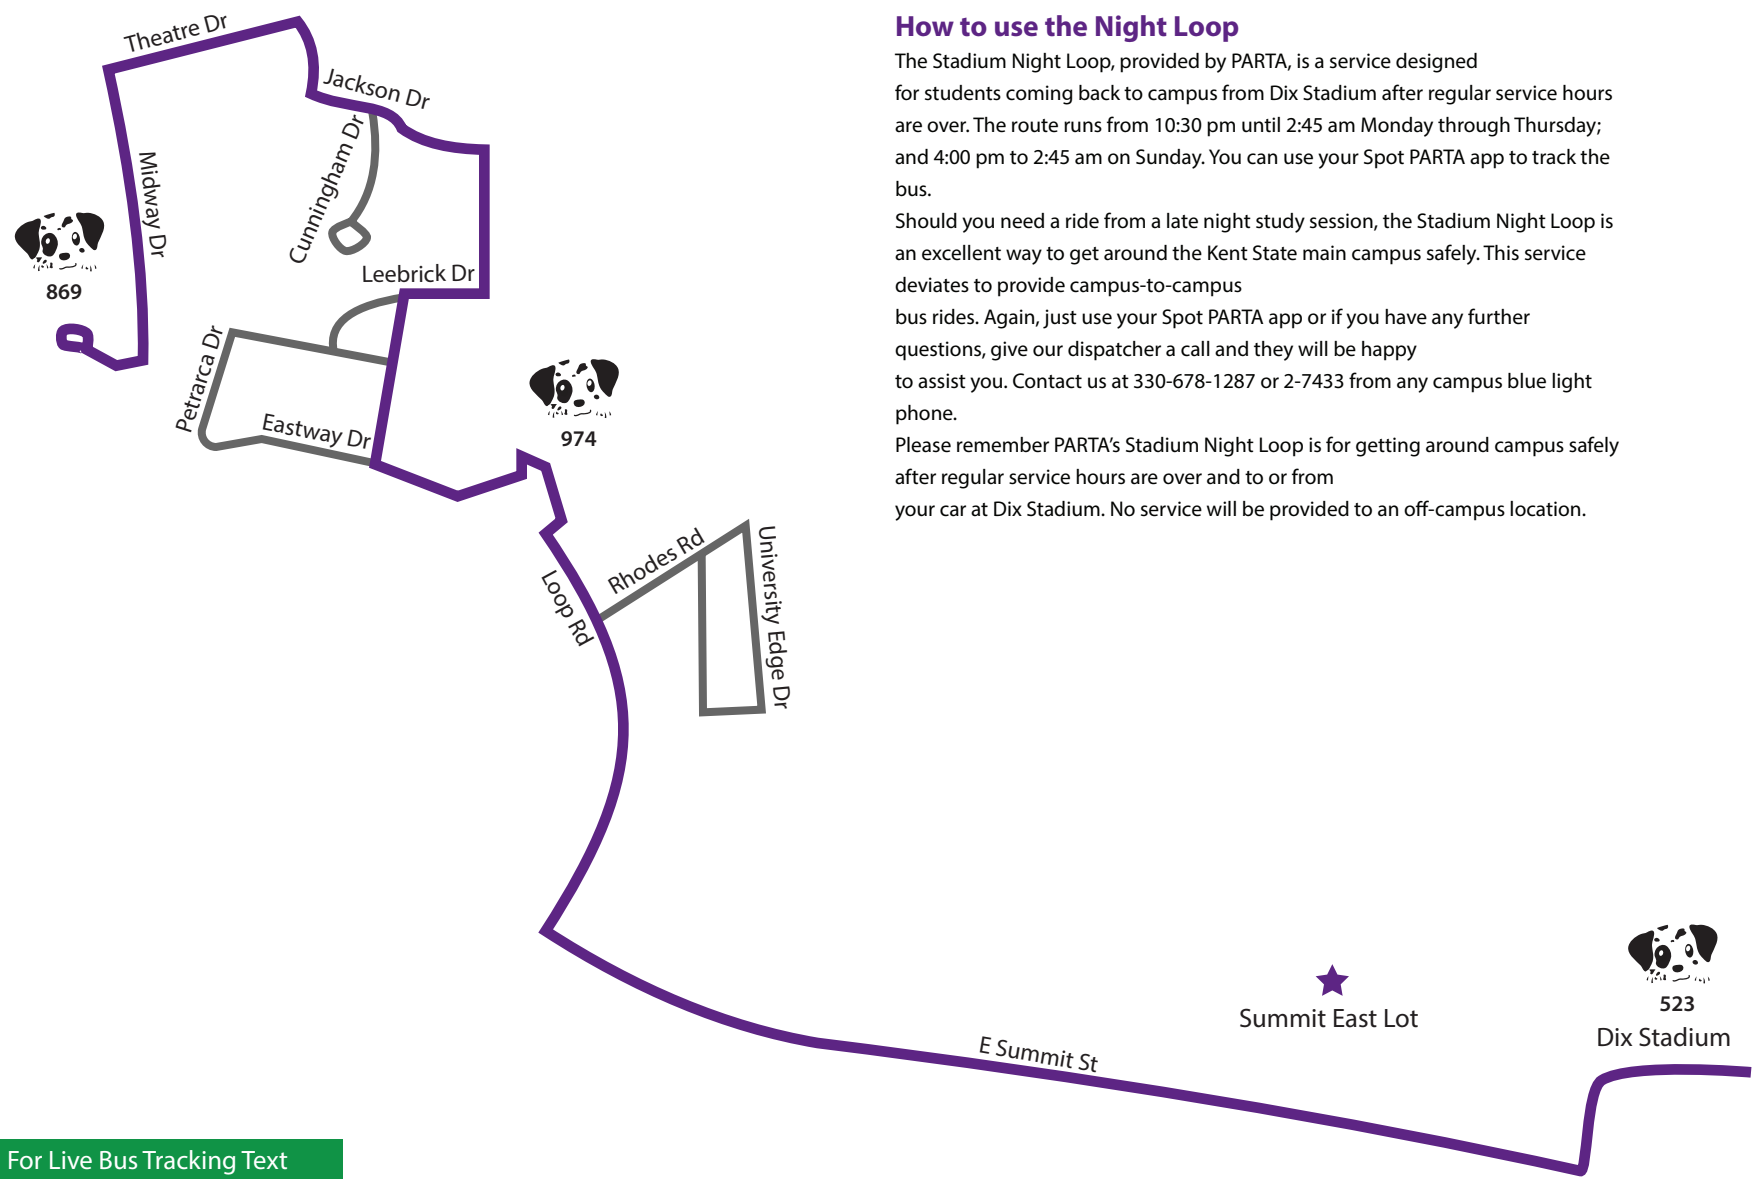 How to use the Night Loop
The Stadium Night Loop, provided by PARTA, is a service designed
for students coming back to campus from Dix Stadium after regular service hours
are over. The route runs from 10:30 pm until 2:45 am Monday through Thursday;
and 4:00 pm to 2:45 am on Sunday. You can use your Spot PARTA app to track the
bus.
Should you need a ride from a late night study session, the Stadium Night Loop is
an excellent way to get around the Kent State main campus safely. This service
deviates to provide campus-to-campus
bus rides. Again, just use your Spot PARTA app or if you have any further
questions, give our dispatcher a call and they will be happy
to assist you. Contact us at 330-678-1287 or 2-7433 from any campus blue light
phone.
Please remember PARTA’s Stadium Night Loop is for getting around campus safely
after regular service hours are over and to or from
your car at Dix Stadium. No service will be provided to an off-campus location.
Theatre Dr
Jackson Dr
Cunningham Dr
Midway Dr
869
Leebrick Dr
Petrarca Dr
Eastway Dr
974
Rhodes Rd
University Edge Dr
Loop Rd
Summit East Lot
523
Dix Stadium
E Summit St
For Live Bus Tracking Text